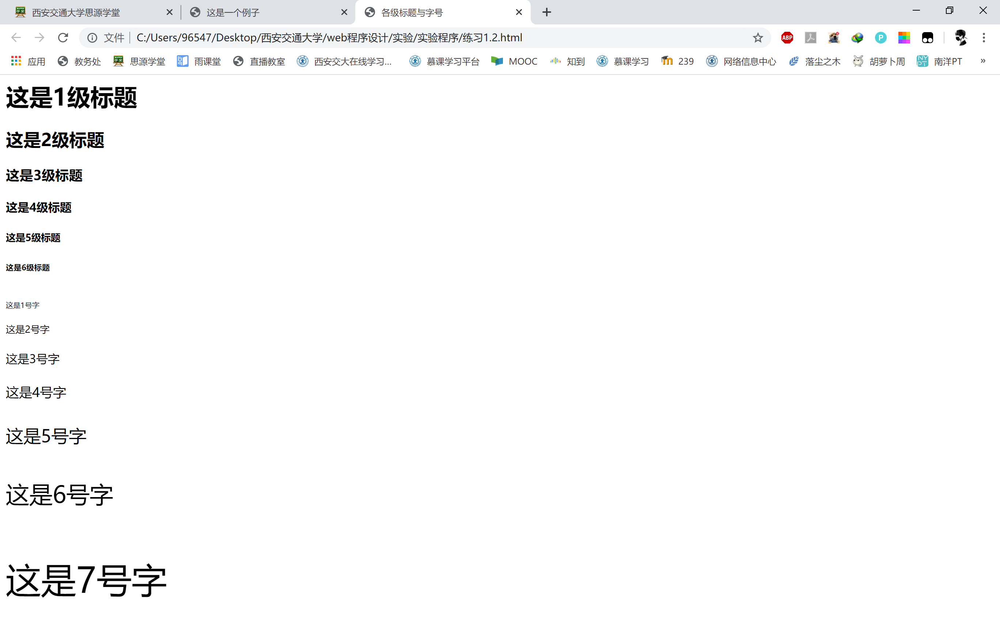 西安交通大学思源学堂
这是一个例子
各级标题与字号
文件 C:/Users/96547/Desktop/西安交通大学/web程序设计/实验/实验程序/练习1.2.html
ABP
P
应用 教务处 思源学堂 雨课堂 直播教室 西安交大在线学习... 慕课学习平台 MOOC 知到 慕课学习 239 网络信息中心 落尘之木 胡萝卜周 南洋PT »
这是1级标题
这是2级标题
这是3级标题
这是4级标题
这是5级标题
这是6级标题
这是1号字
这是2号字
这是3号字
这是4号字
这是5号字
这是6号字
这是7号字